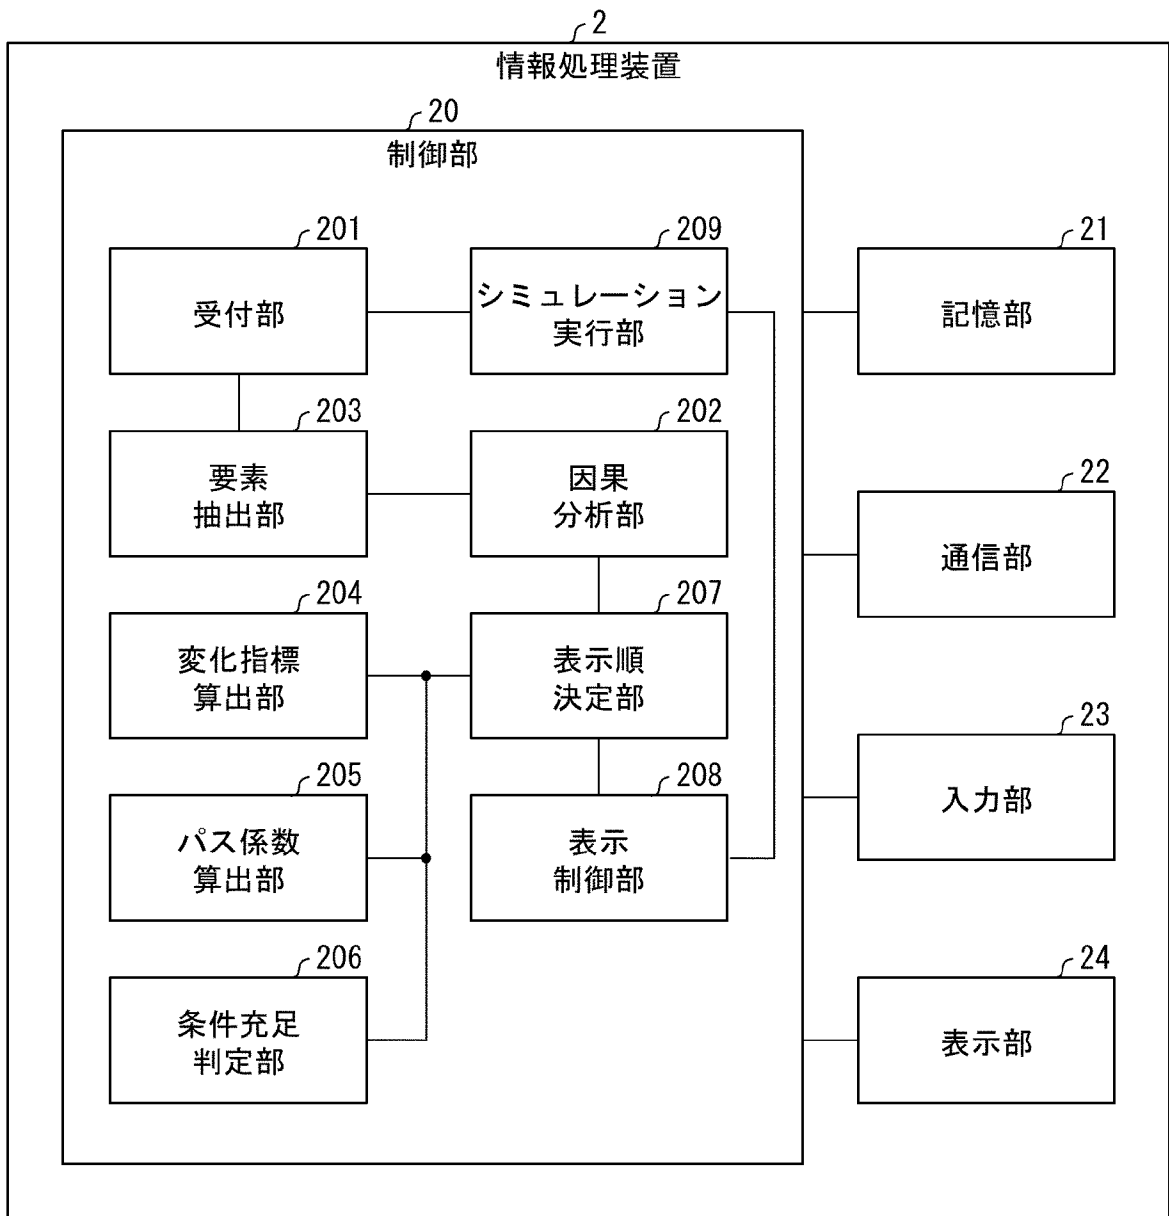 2
情報処理装置
20
制御部
201
受付部
209
シミュレーション
実行部
21
記憶部
203
要素
抽出部
202
因果
分析部
22
通信部
204
変化指標
算出部
207
表示順
決定部
23
入力部
205
パス係数
算出部
208
表示
制御部
206
条件充足
判定部
24
表示部